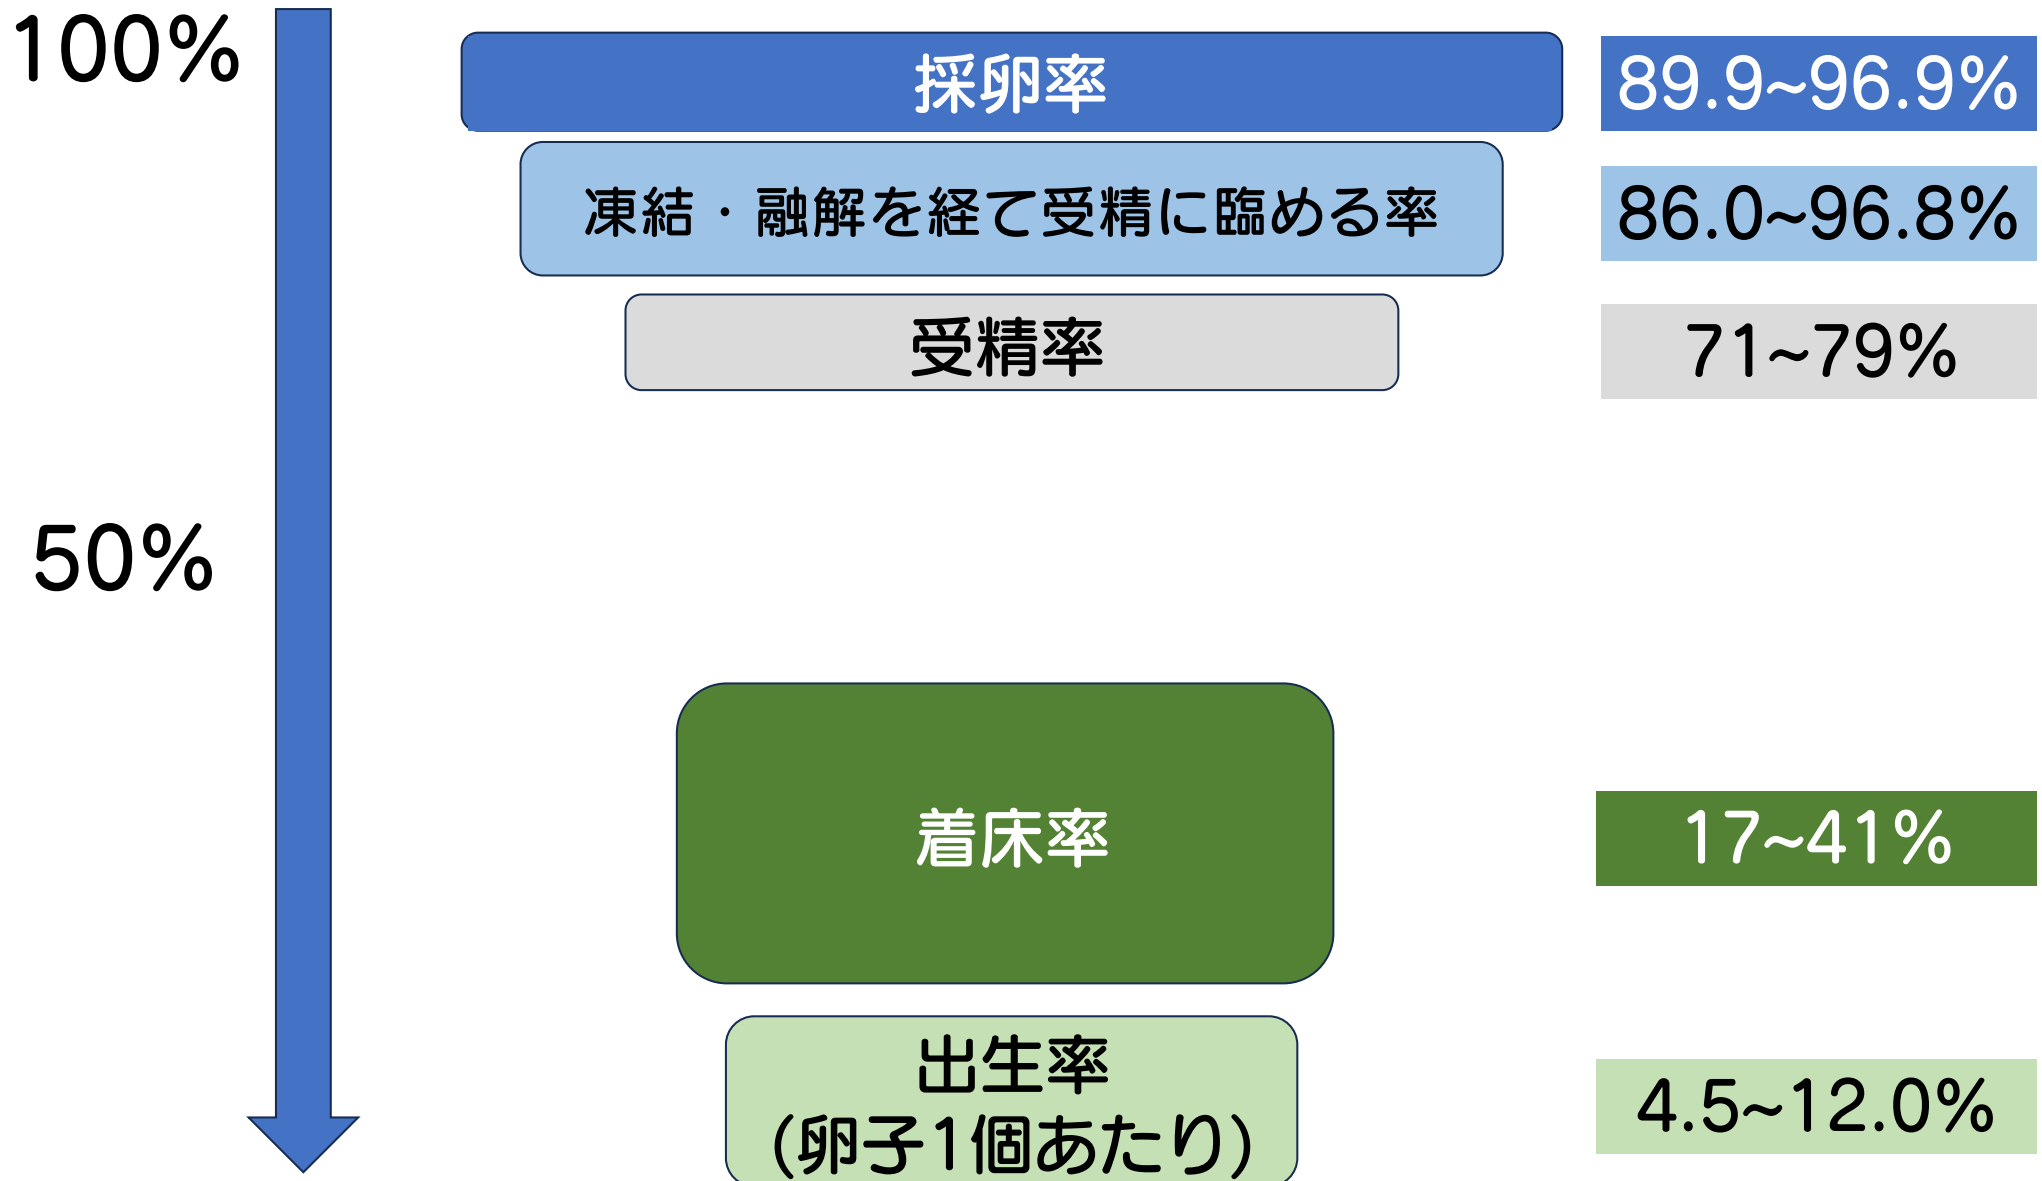 100%
採卵率
89.9~96.9%
凍結・融解を経て受精に臨める率
86.0~96.8%
受精率
71~79%
50%
着床率
17~41%
出生率
(卵子1個あたり)
4.5~12.0%